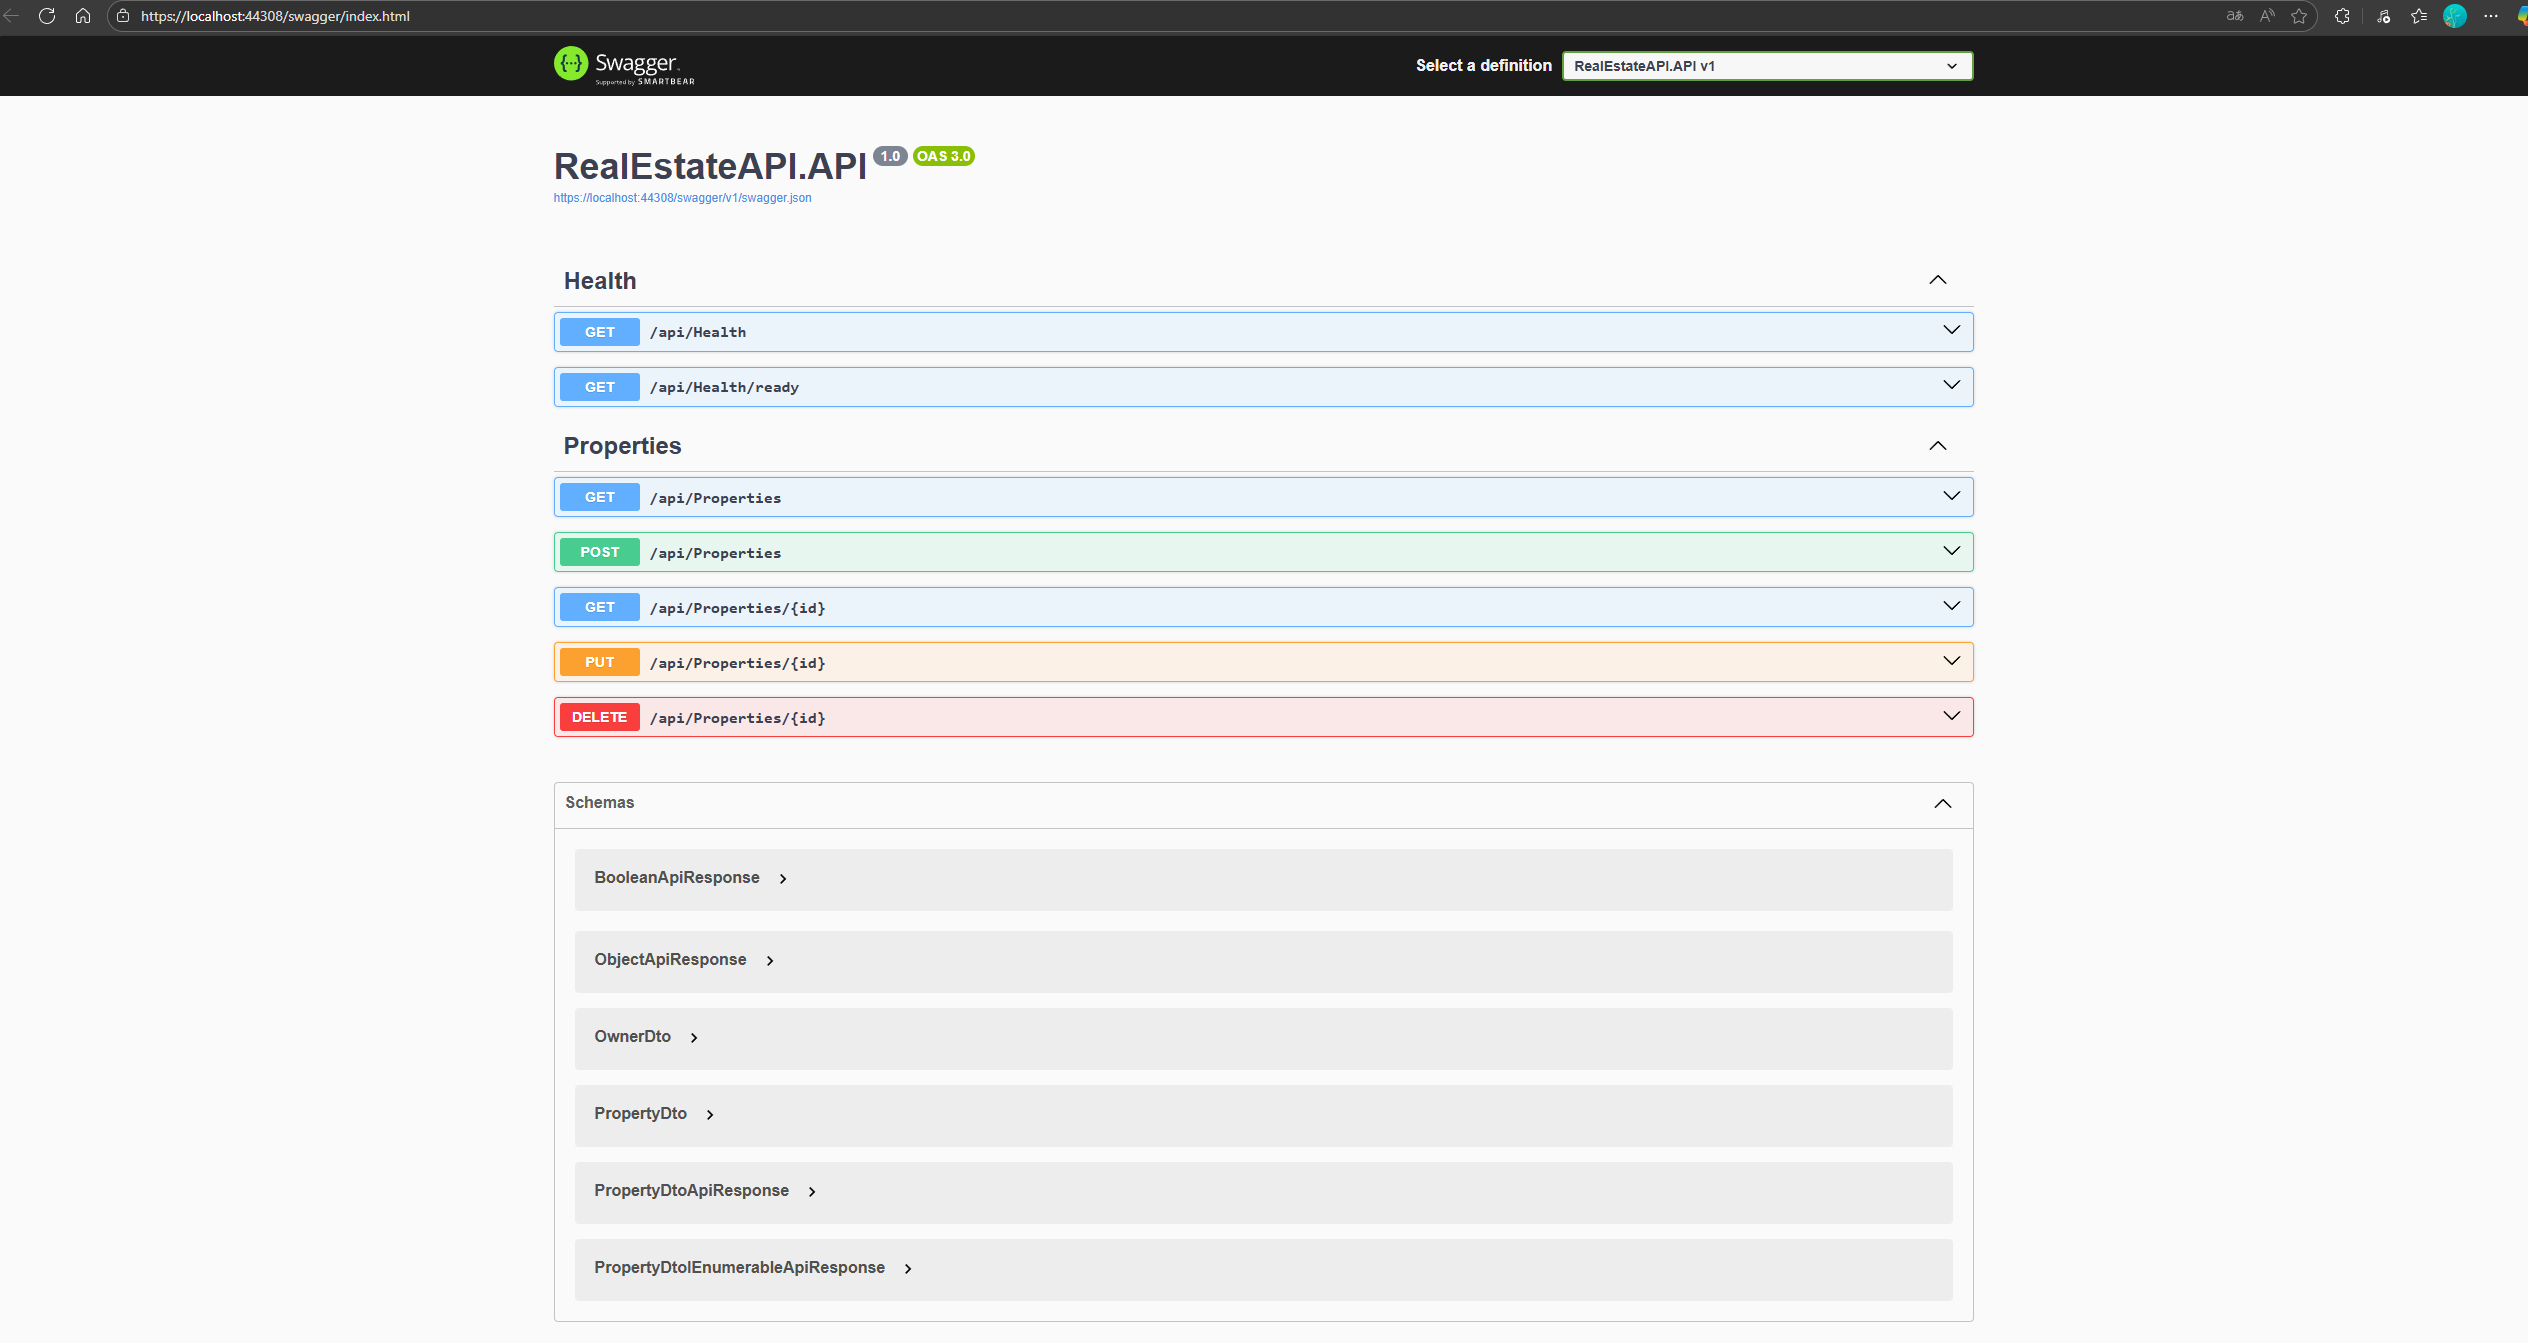 https://localhost:44308/swagger/index.html
Swagger
Supported by SMARTBEAR
Select a definition
RealEstateAPI.API v1
RealEstateAPI.API 1.0 OAS 3.0
https://localhost:44308/swagger/v1/swagger.json
Health
GET /api/Health
GET /api/Health/ready
Properties
GET /api/Properties
POST /api/Properties
GET /api/Properties/{id}
PUT /api/Properties/{id}
DELETE /api/Properties/{id}
Schemas
BooleanApiResponse
ObjectApiResponse
OwnerDto
PropertyDto
PropertyDtoApiResponse
PropertyDtoIEnumerableApiResponse